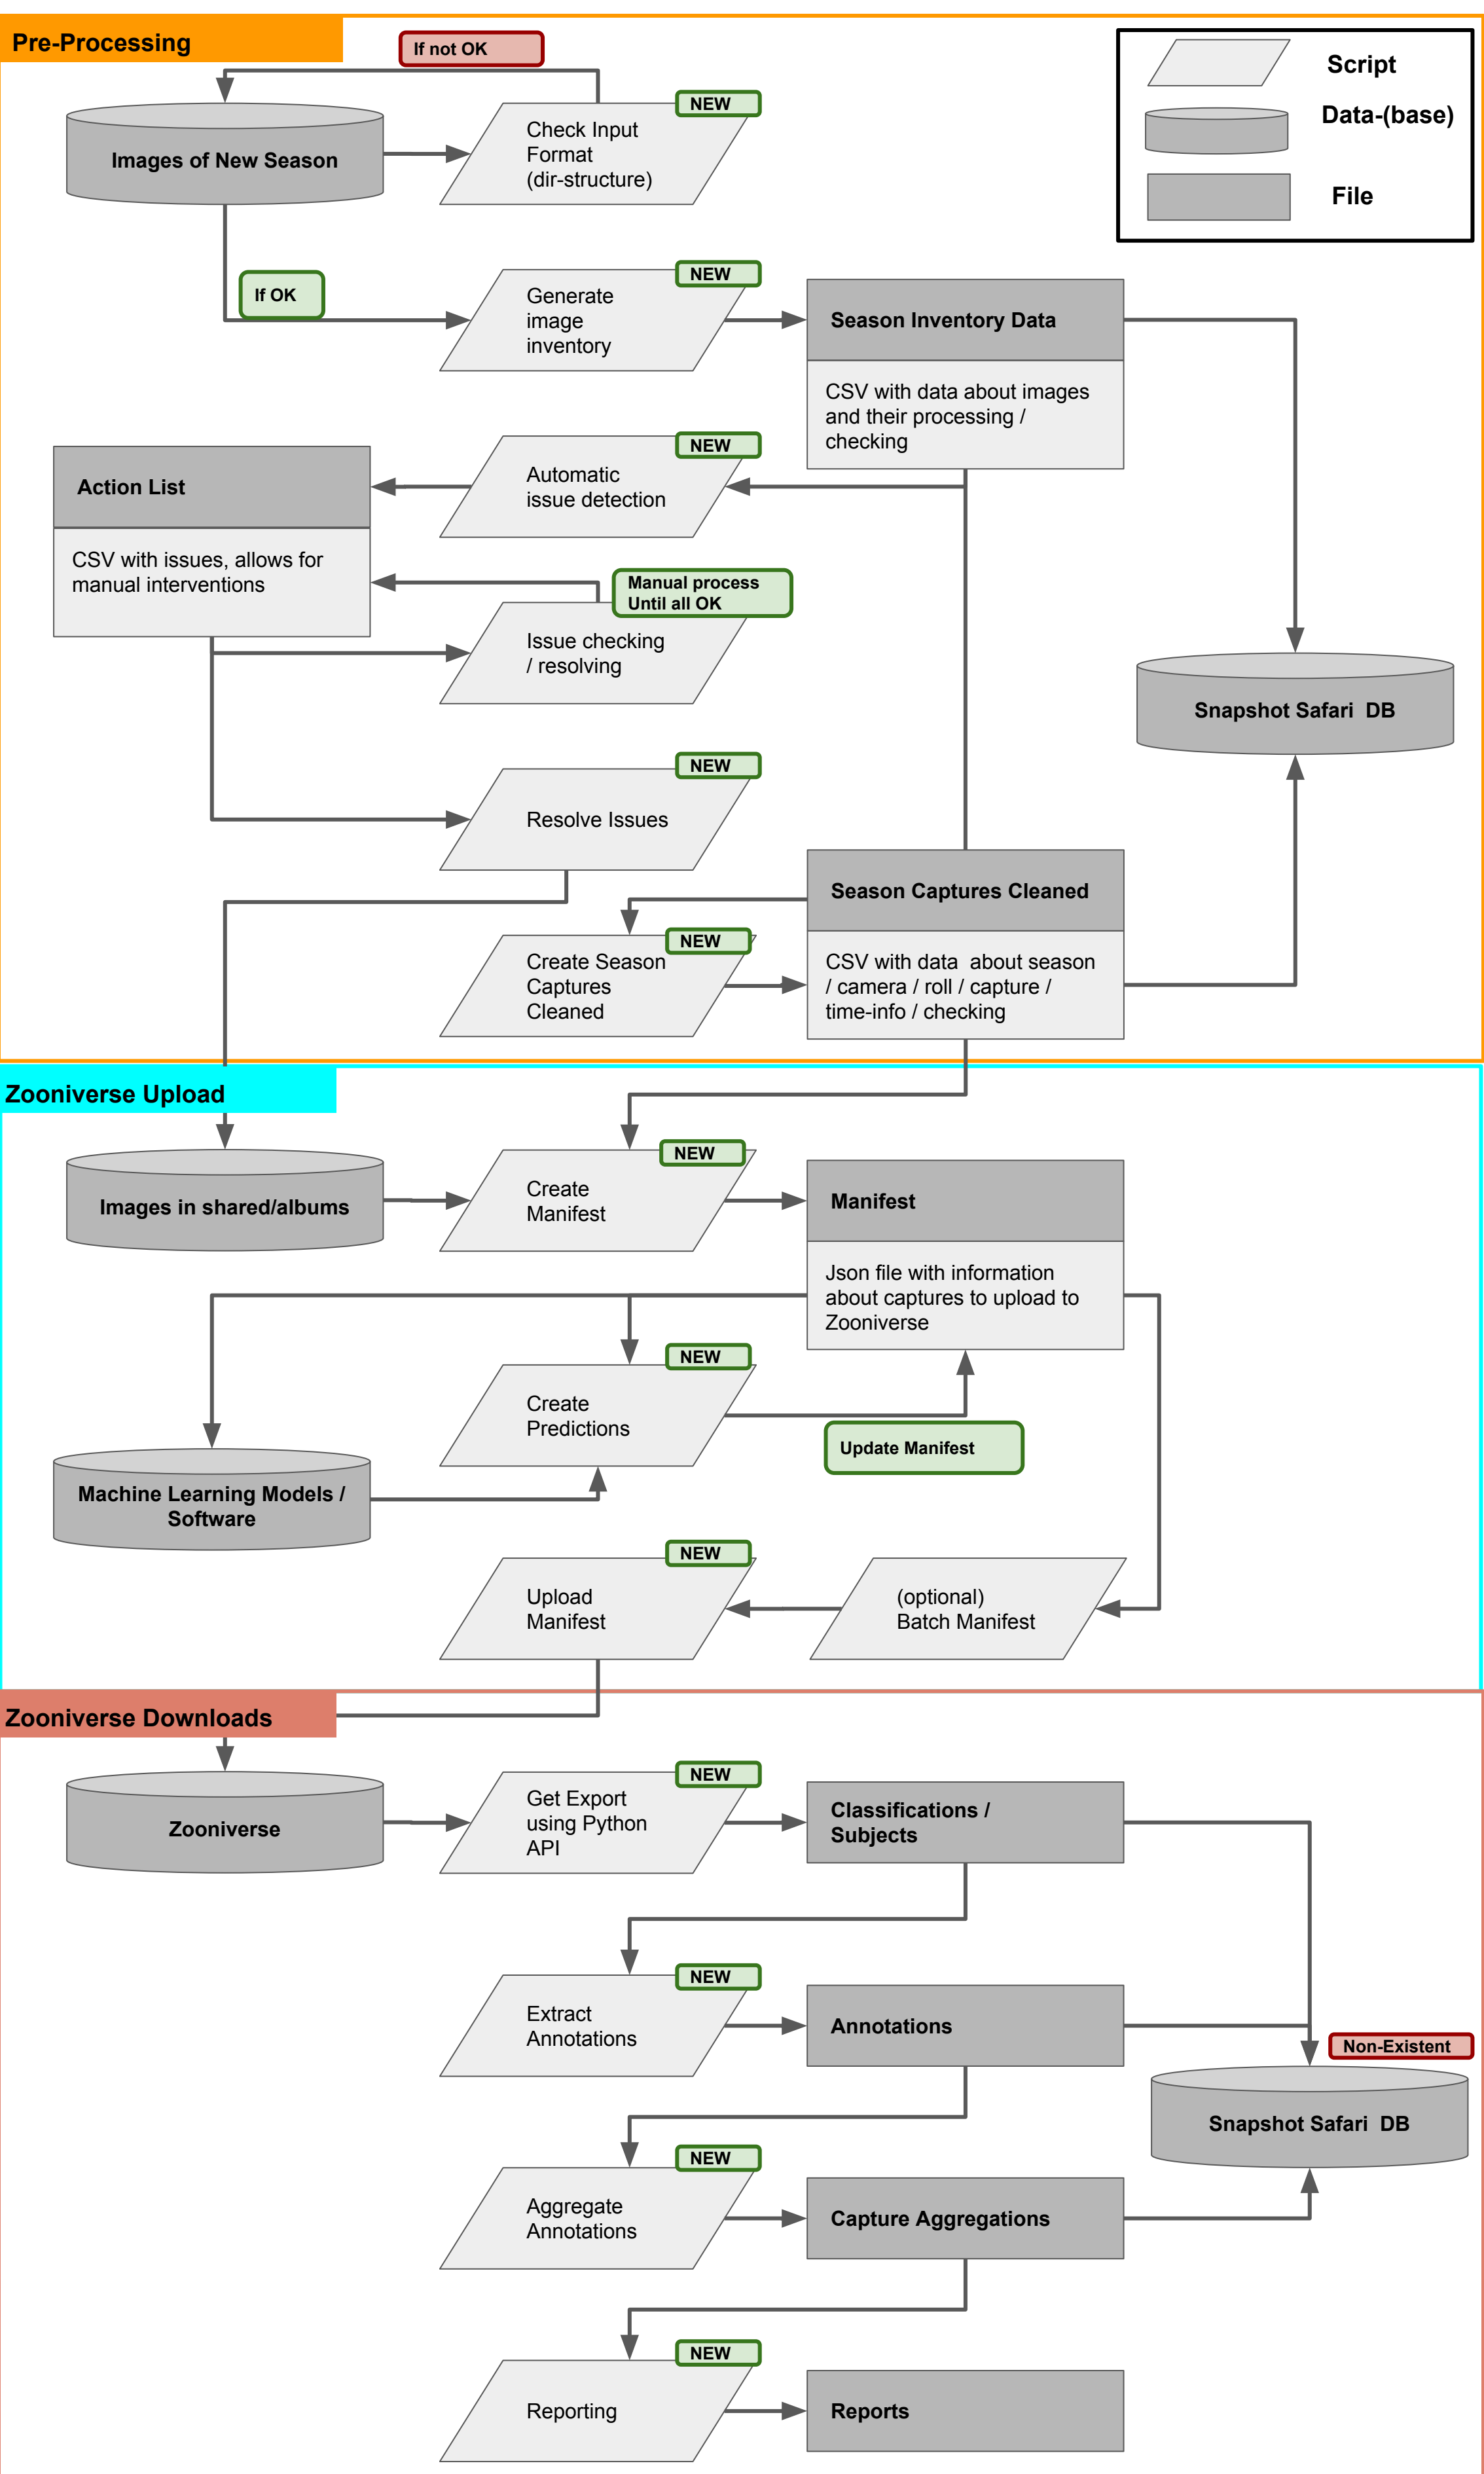 Pre-Processing
If not OK
Script
Data-(base)
File
NEW
Images of New Season
Check Input
Format
(dir-structure)
If OK
NEW
Generate
image
inventory
Season Inventory Data
CSV with data about images
and their processing /
checking
NEW
Automatic
issue detection
Action List
CSV with issues, allows for
manual interventions
Manual process
Until all OK
Issue checking
/ resolving
Snapshot Safari  DB
NEW
Resolve Issues
Season Captures Cleaned
CSV with data  about season
/ camera / roll / capture /
time-info / checking
NEW
Create Season
Captures
Cleaned
Zooniverse Upload
Images in shared/albums
NEW
Create
Manifest
Manifest
Json file with information
about captures to upload to
Zooniverse
NEW
Create
Predictions
Update Manifest
Machine Learning Models /
Software
NEW
Upload
Manifest
(optional)
Batch Manifest
Zooniverse Downloads
Zooniverse
NEW
Get Export
using Python
API
Classifications /
Subjects
NEW
Extract
Annotations
Annotations
Non-Existent
Snapshot Safari  DB
NEW
Aggregate
Annotations
Capture Aggregations
NEW
Reporting
Reports